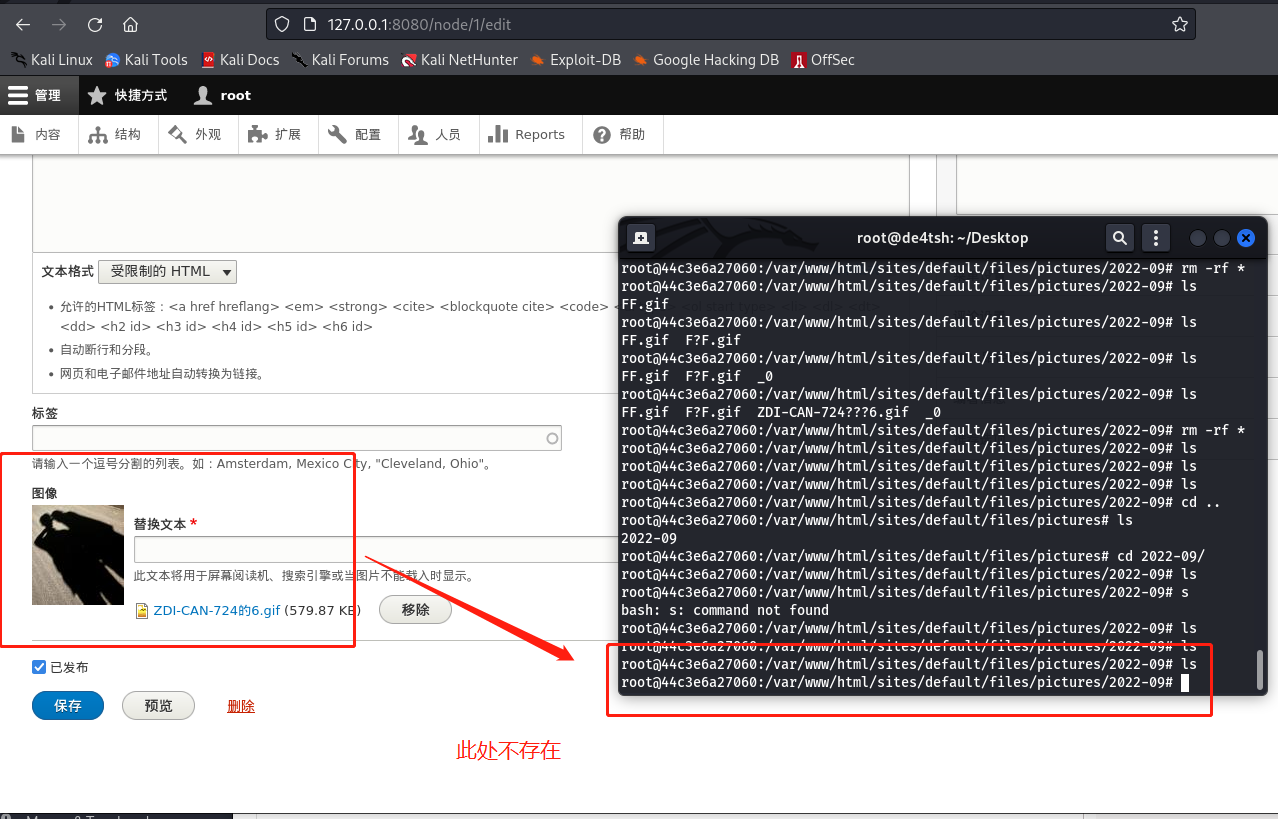 127.0.0.1:8080/node/1/edit
Kali Linux Kali Tools Kali Docs Kali Forums Kali NetHunter Exploit-DB Google Hacking DB OffSec
管理 快捷方式 root
内容 结构 外观 扩展 配置 人员 Reports 帮助
文本格式 受限制的 HTML
允许的HTML标签：<a href hreflang> <em> <strong> <cite> <blockquote cite> <code>
<dd> <h2 id> <h3 id> <h4 id> <h5 id> <h6 id>
自动断行和分段。
网页和电子邮件地址自动转换为链接。
标签
请输入一个逗号分割的列表。如：Amsterdam, Mexico City, "Cleveland, Ohio"。
图像
替换文本 *
此文本将用于屏幕阅读机、搜索引擎或当图片不能载入时显示。
ZDI-CAN-724的6.gif (579.87 KB) 移除
已发布
保存 预览 删除
root@de4tsh: ~/Desktop
root@44c3e6a27060:/var/www/html/sites/default/files/pictures/2022-09# rm -rf *
root@44c3e6a27060:/var/www/html/sites/default/files/pictures/2022-09# ls
FF.gif
root@44c3e6a27060:/var/www/html/sites/default/files/pictures/2022-09# ls
FF.gif F?F.gif
root@44c3e6a27060:/var/www/html/sites/default/files/pictures/2022-09# ls
FF.gif F?F.gif _0
root@44c3e6a27060:/var/www/html/sites/default/files/pictures/2022-09# ls
FF.gif F?F.gif ZDI-CAN-724???6.gif _0
root@44c3e6a27060:/var/www/html/sites/default/files/pictures/2022-09# rm -rf *
root@44c3e6a27060:/var/www/html/sites/default/files/pictures/2022-09# ls
root@44c3e6a27060:/var/www/html/sites/default/files/pictures/2022-09# ls
root@44c3e6a27060:/var/www/html/sites/default/files/pictures/2022-09# ls
root@44c3e6a27060:/var/www/html/sites/default/files/pictures/2022-09# cd ..
root@44c3e6a27060:/var/www/html/sites/default/files/pictures# ls
2022-09
root@44c3e6a27060:/var/www/html/sites/default/files/pictures# cd 2022-09/
root@44c3e6a27060:/var/www/html/sites/default/files/pictures/2022-09# ls
root@44c3e6a27060:/var/www/html/sites/default/files/pictures/2022-09# s
bash: s: command not found
root@44c3e6a27060:/var/www/html/sites/default/files/pictures/2022-09# ls
root@44c3e6a27060:/var/www/html/sites/default/files/pictures/2022-09# ls
root@44c3e6a27060:/var/www/html/sites/default/files/pictures/2022-09# ls
root@44c3e6a27060:/var/www/html/sites/default/files/pictures/2022-09#
此处不存在